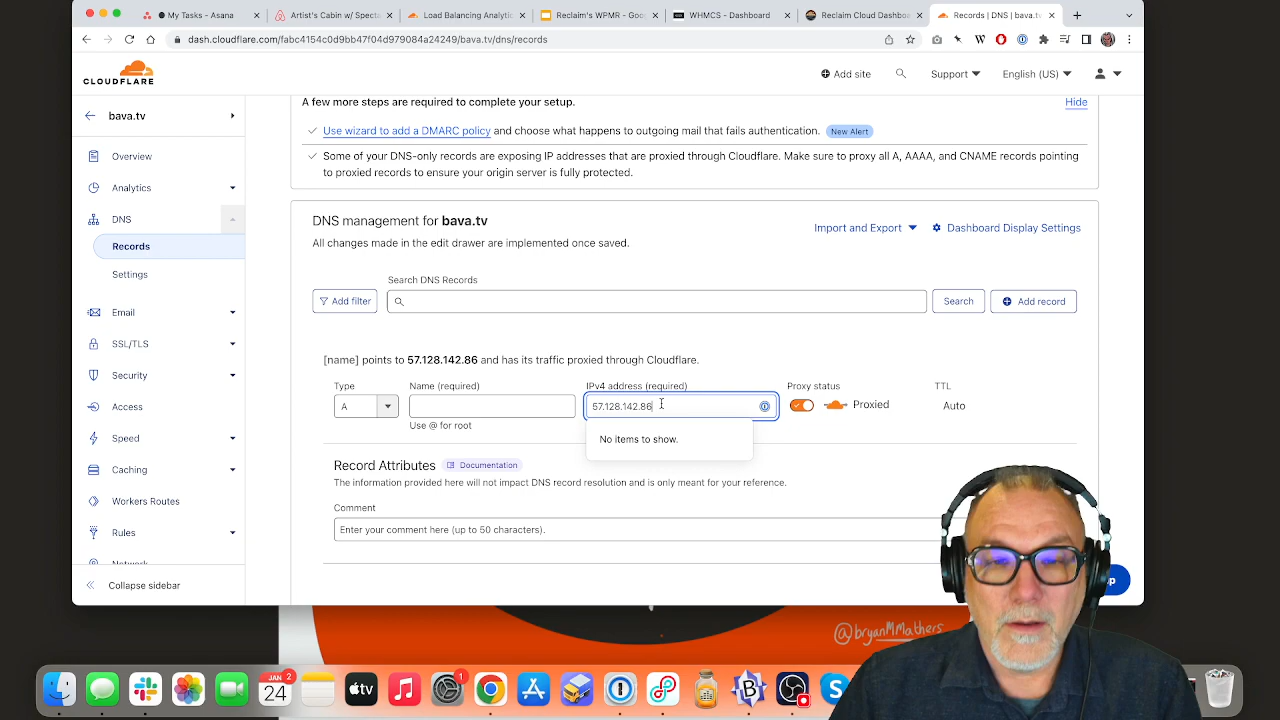 My Tasks - Asana
Artist's Cabin w/ Specta
Load Balancing Analytic
Reclaim's WPMR - Goo
WHMCS - Dashboard
Reclaim Cloud Dashboa
Records | DNS | bava.tv
dash.cloudflare.com/fabc4154c0d9bb47f04d979084a24249/bava.tv/dns/records
CLOUDFLARE
Add site
Support
English (US)
bava.tv
Overview
Analytics
DNS
Records
Settings
Email
SSL/TLS
Security
Access
Speed
Caching
Workers Routes
Rules
Network
Collapse sidebar
A few more steps are required to complete your setup.
Hide
Use wizard to add a DMARC policy and choose what happens to outgoing mail that fails authentication. New Alert
Some of your DNS-only records are exposing IP addresses that are proxied through Cloudflare. Make sure to proxy all A, AAAA, and CNAME records pointing
to proxied records to ensure your origin server is fully protected.
DNS management for bava.tv
All changes made in the edit drawer are implemented once saved.
Import and Export
Dashboard Display Settings
Search DNS Records
Add filter
Search
Add record
[name] points to 57.128.142.86 and has its traffic proxied through Cloudflare.
Type
Name (required)
IPv4 address (required)
Proxy status
TTL
A
57.128.142.86
Proxied
Auto
Use @ for root
No items to show.
Record Attributes
Documentation
The information provided here will not impact DNS record resolution and is only meant for your reference.
Comment
Enter your comment here (up to 50 characters).
@bryanMMathers
JAN 2
24
tv
1